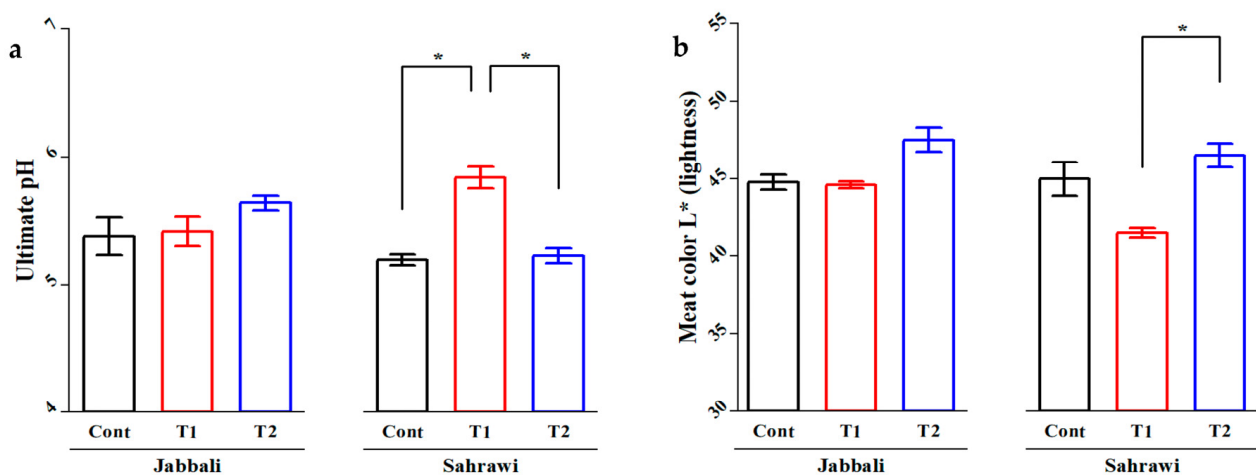 a
Ultimate pH
7
6
5
4
* *
Cont T1 T2 Cont T1 T2
Jabbali Sahrawi
b
Meat color L* (lightness)
55
50
45
40
35
30
*
Cont T1 T2 Cont T1 T2
Jabbali Sahrawi